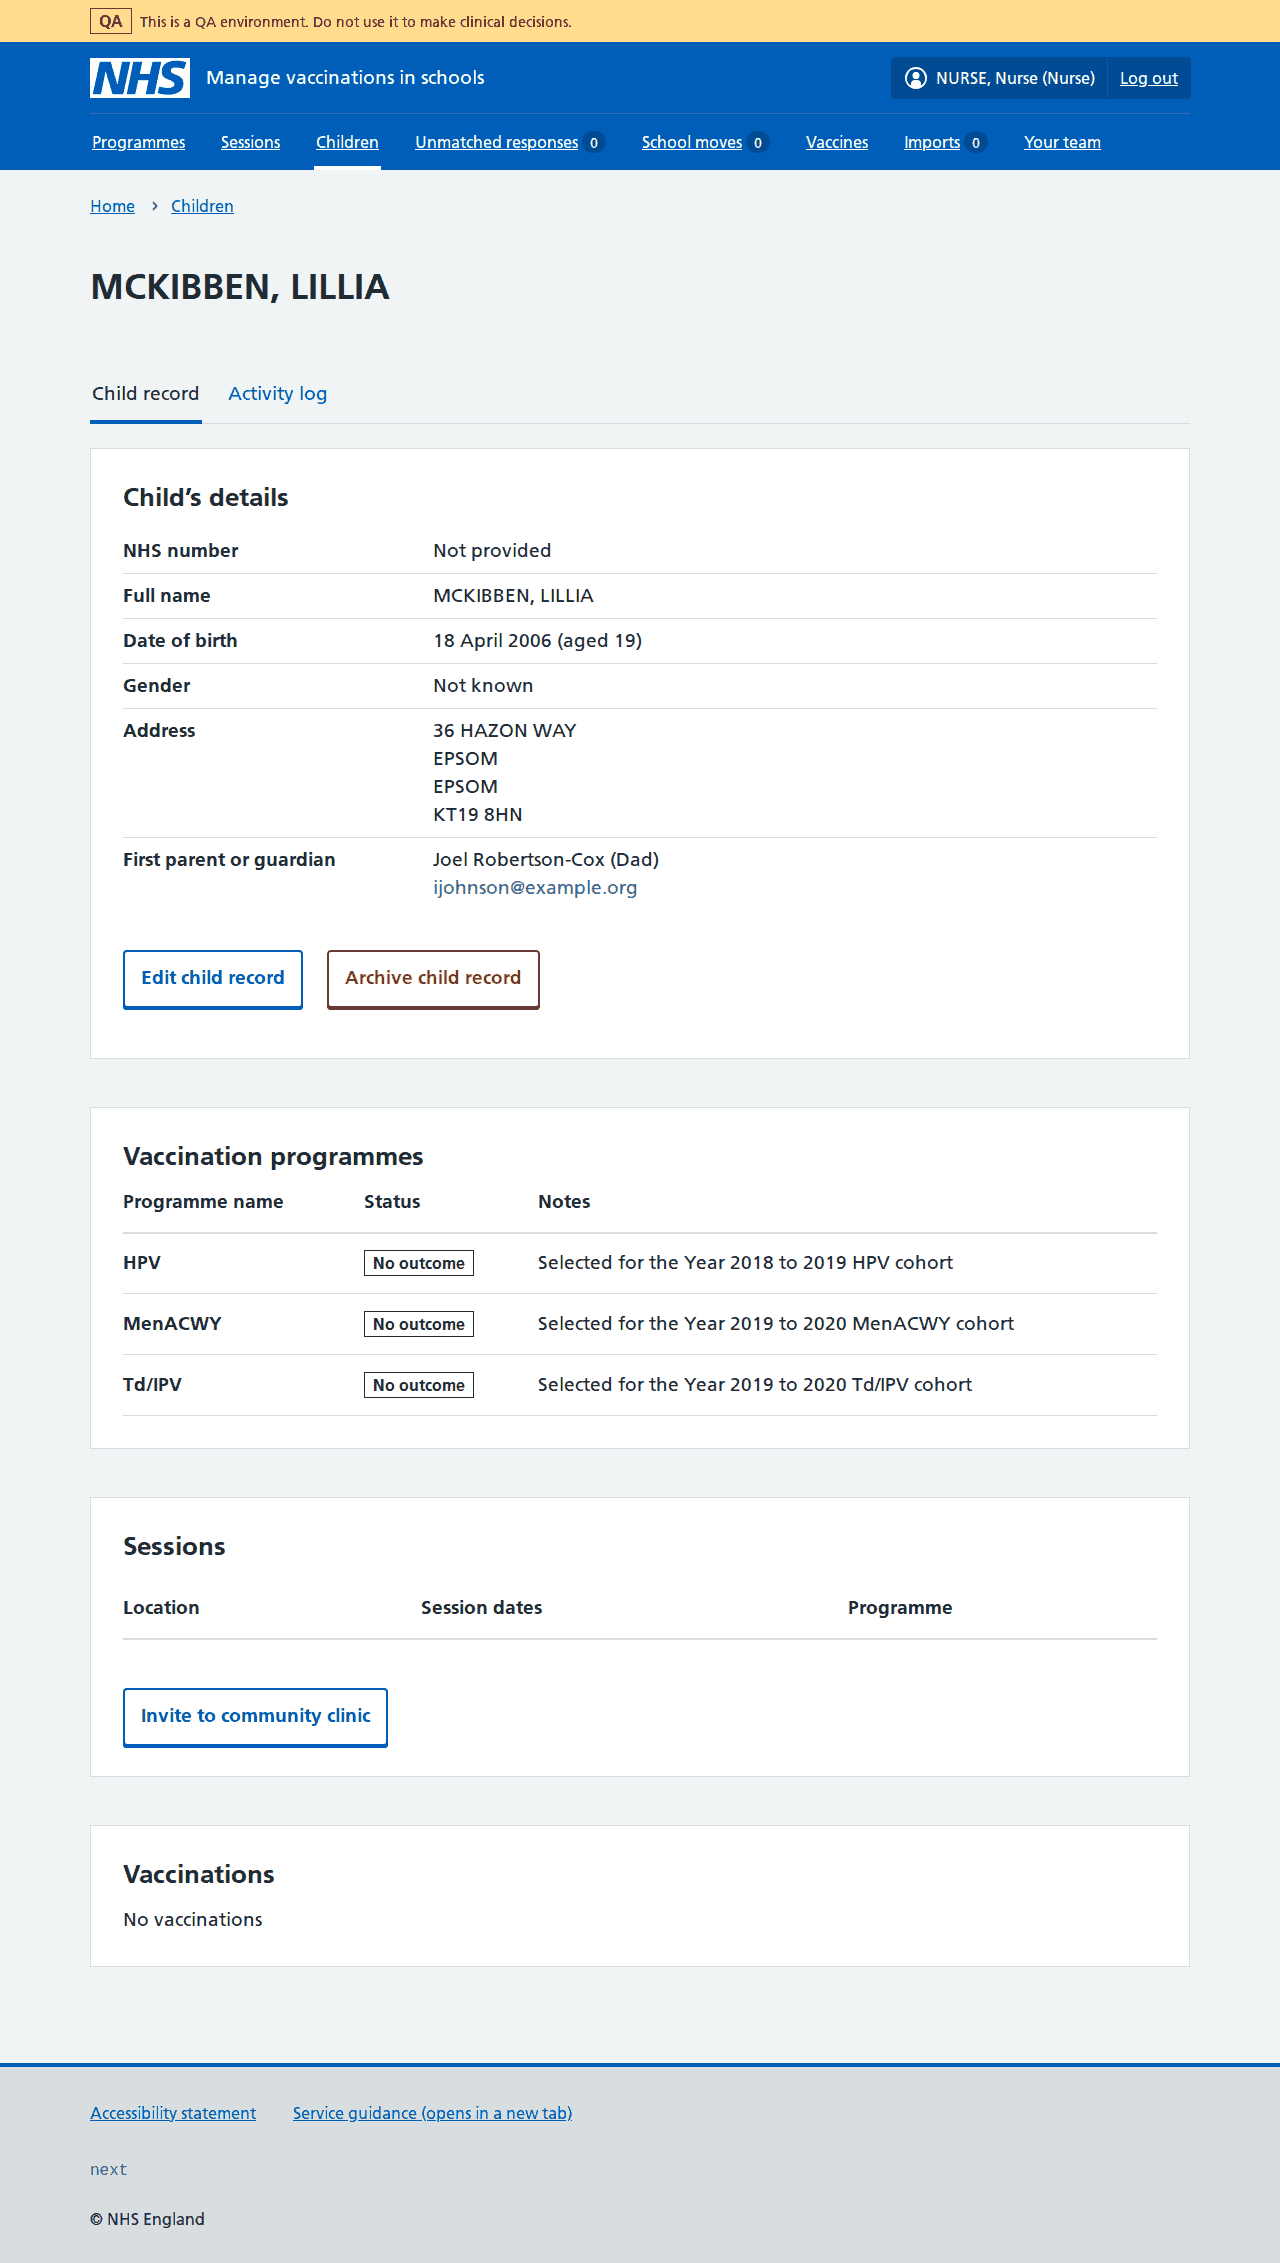 QA This is a QA environment. Do not use it to make clinical decisions.
NHS Manage vaccinations in schools NURSE, Nurse (Nurse) Log out
Programmes Sessions Children Unmatched responses 0 School moves 0 Vaccines Imports 0 Your team
Home › Children
MCKIBBEN, LILLIA
Child record Activity log
Child’s details
NHS number Not provided
Full name MCKIBBEN, LILLIA
Date of birth 18 April 2006 (aged 19)
Gender Not known
Address 36 HAZON WAY
EPSOM
EPSOM
KT19 8HN
First parent or guardian Joel Robertson-Cox (Dad)
ijohnson@example.org
Edit child record Archive child record
Vaccination programmes
Programme name Status Notes
HPV No outcome Selected for the Year 2018 to 2019 HPV cohort
MenACWY No outcome Selected for the Year 2019 to 2020 MenACWY cohort
Td/IPV No outcome Selected for the Year 2019 to 2020 Td/IPV cohort
Sessions
Location Session dates Programme
Invite to community clinic
Vaccinations
No vaccinations
Accessibility statement Service guidance (opens in a new tab)
next
© NHS England